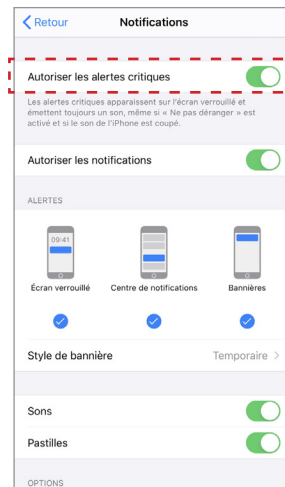 Retour
Notifications
Autoriser les alertes critiques
Les alertes critiques apparaissent sur l'écran
verrouillé et
émettent toujours un son, même si « Ne pas
déranger » est
activé et si le son de l'iPhone est coupé.
Autoriser les notifications
ALERTES
09:41
Écran verrouillé
Centre de notifications
Bannières
Style de bannière
Temporaire
Sons
Pastilles
OPTIONS